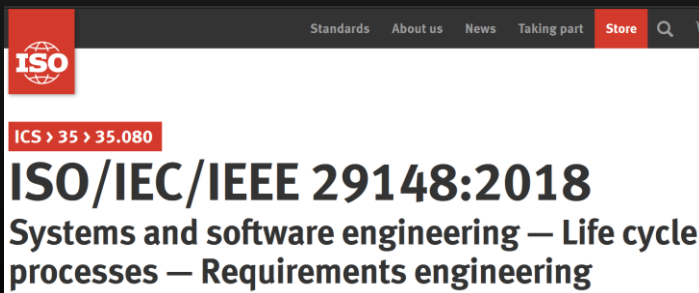 Standards About us News Taking part Store
ISO
ICS › 35 › 35.080
ISO/IEC/IEEE 29148:2018
Systems and software engineering — Life cycle
processes — Requirements engineering